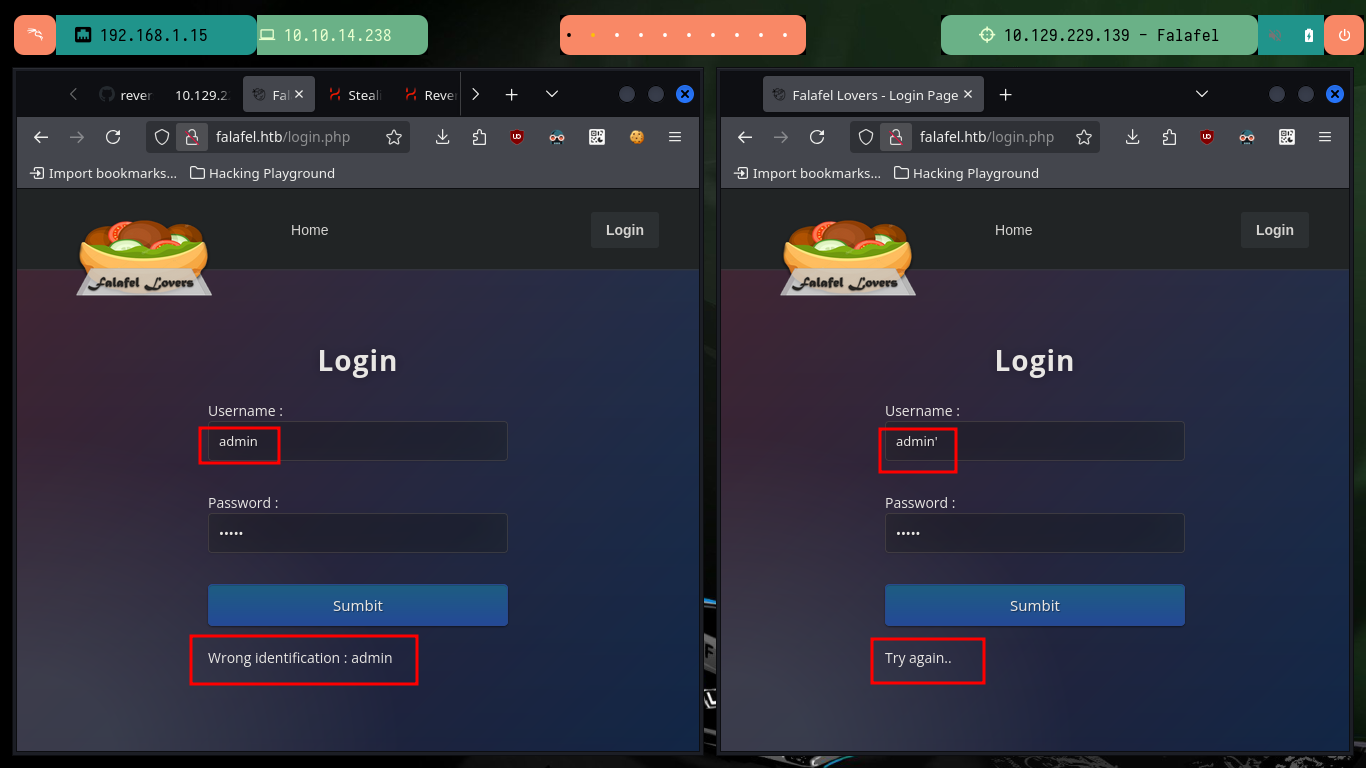 192.168.1.15
10.10.14.238
10.129.229.139 - Falafel
rever
10.129.2
Fal
Steali
Reve
falafel.htb/login.php
Import bookmarks...
Hacking Playground
Home
Login
Falafel Lovers
Login
Username :
admin
Password :
•••••
Sumbit
Wrong identification : admin
Falafel Lovers - Login Page
falafel.htb/login.php
Import bookmarks...
Hacking Playground
Home
Login
Falafel Lovers
Login
Username :
admin'
Password :
•••••
Sumbit
Try again..